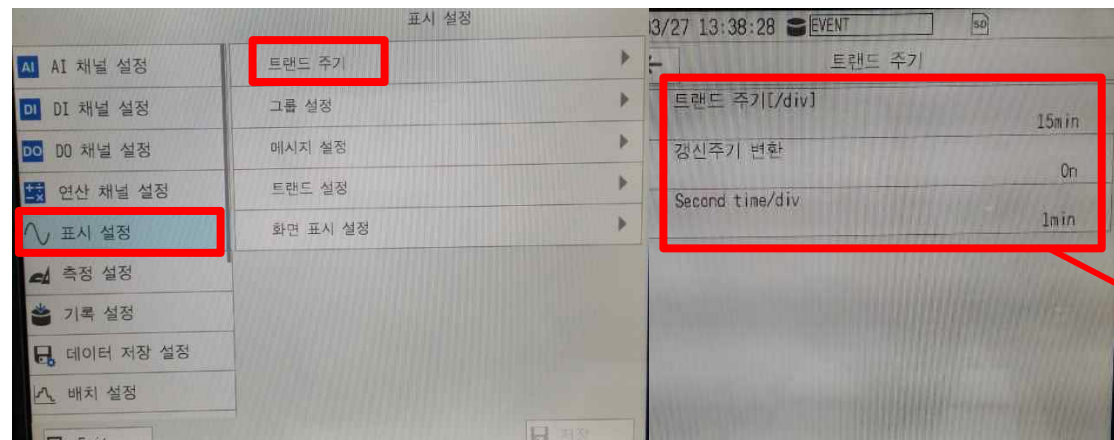 표시 설정
AI AI 채널 설정
DI DI 채널 설정
DO DO 채널 설정
연산 채널 설정
표시 설정
측정 설정
기록 설정
데이터 저장 설정
배치 설정
트랜드 주기
그룹 설정
메시지 설정
트랜드 설정
화면 표시 설정
저장
3/27 13:38:28 EVENT SD
트랜드 주기
트랜드 주기[/div]
15min
갱신주기 변환
On
Second time/div
1min